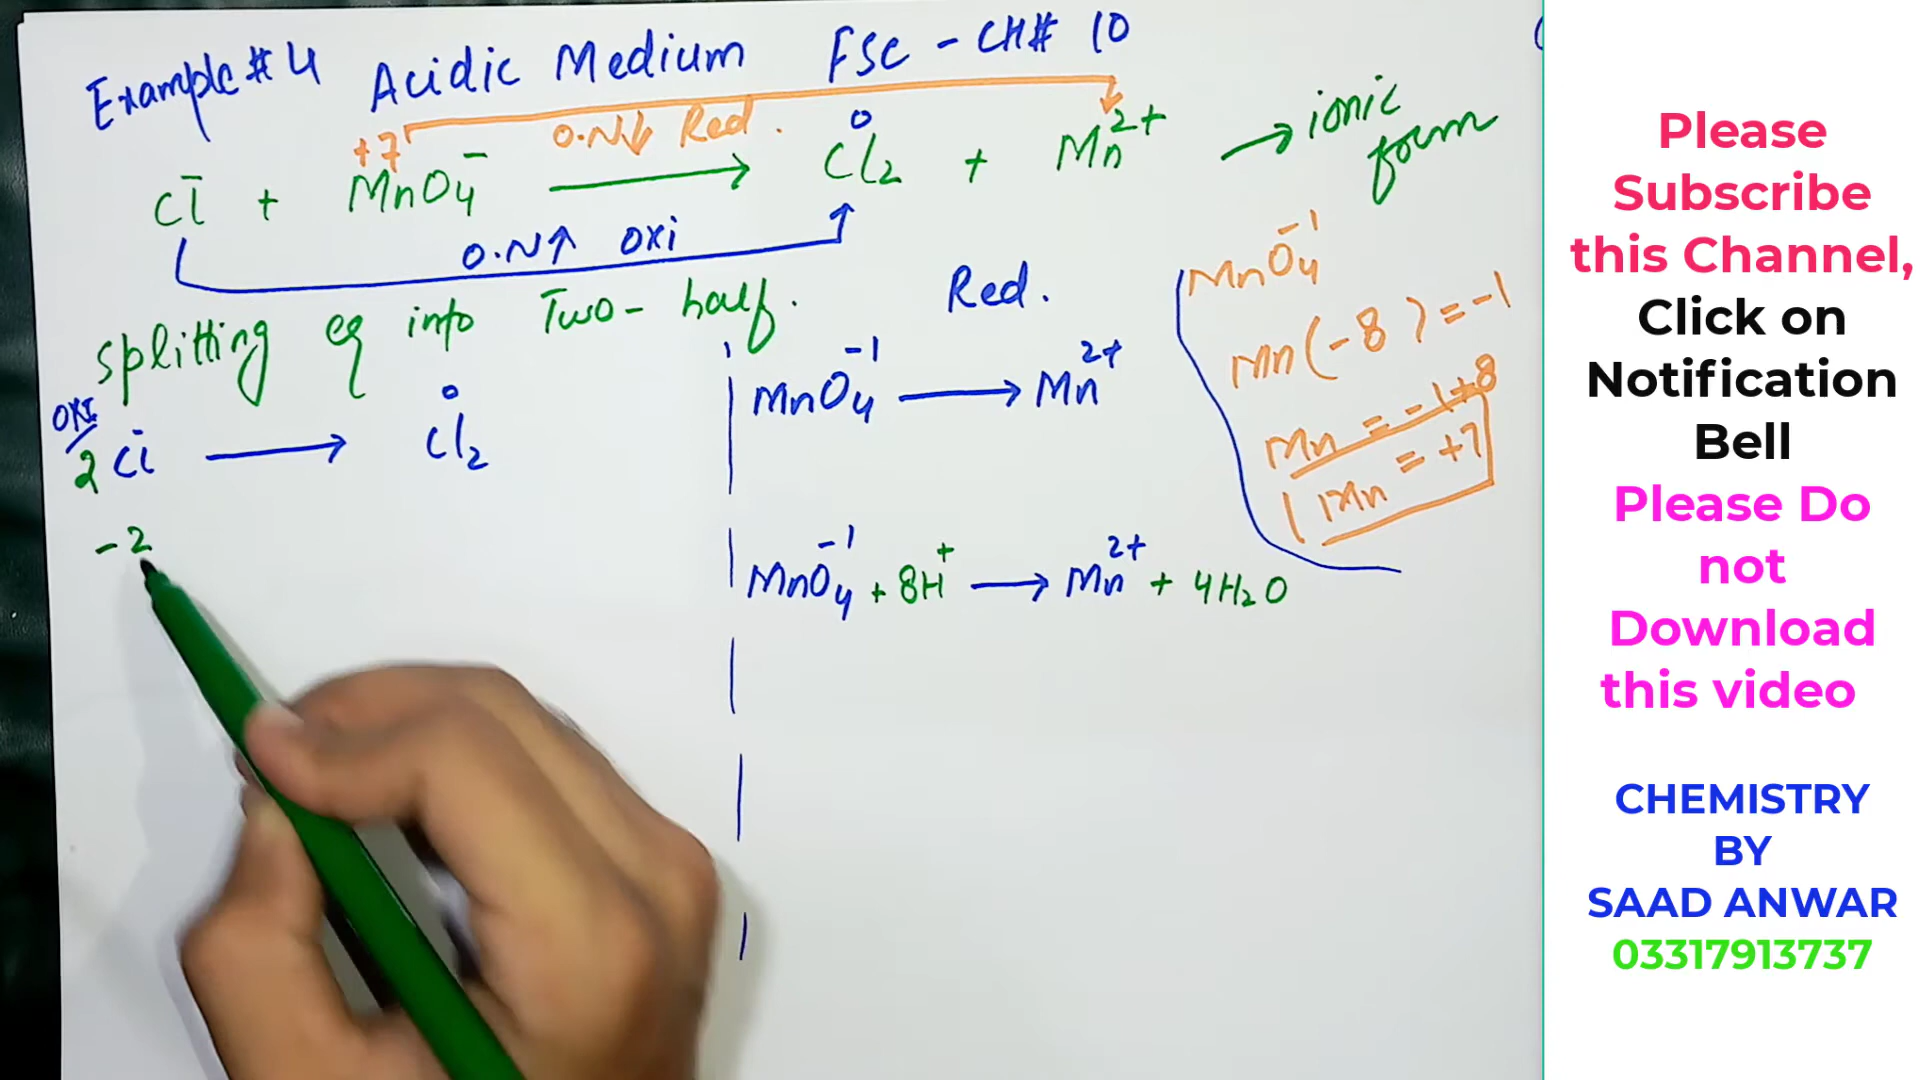 Example # 4 Acidic Medium FSc - CH# 10
+7 O.N↓ Red. 0
Cl⁻ + MnO₄⁻ ⟶ Cl₂ + Mn²⁺ → ionic form
O.N↑ oxi
splitting eq into Two-half.
OXI
2Cl⁻ ⟶ Cl₂⁰
-2
Red.
MnO₄⁻¹ ⟶ Mn²⁺
MnO₄⁻¹ + 8H⁺ ⟶ Mn²⁺ + 4H₂O
MnO₄⁻¹
Mn(-8) = -1
Mn = -1+8
Mn = +7
Please
Subscribe
this Channel,
Click on
Notification
Bell
Please Do
not
Download
this video
CHEMISTRY
BY
SAAD ANWAR
03317913737